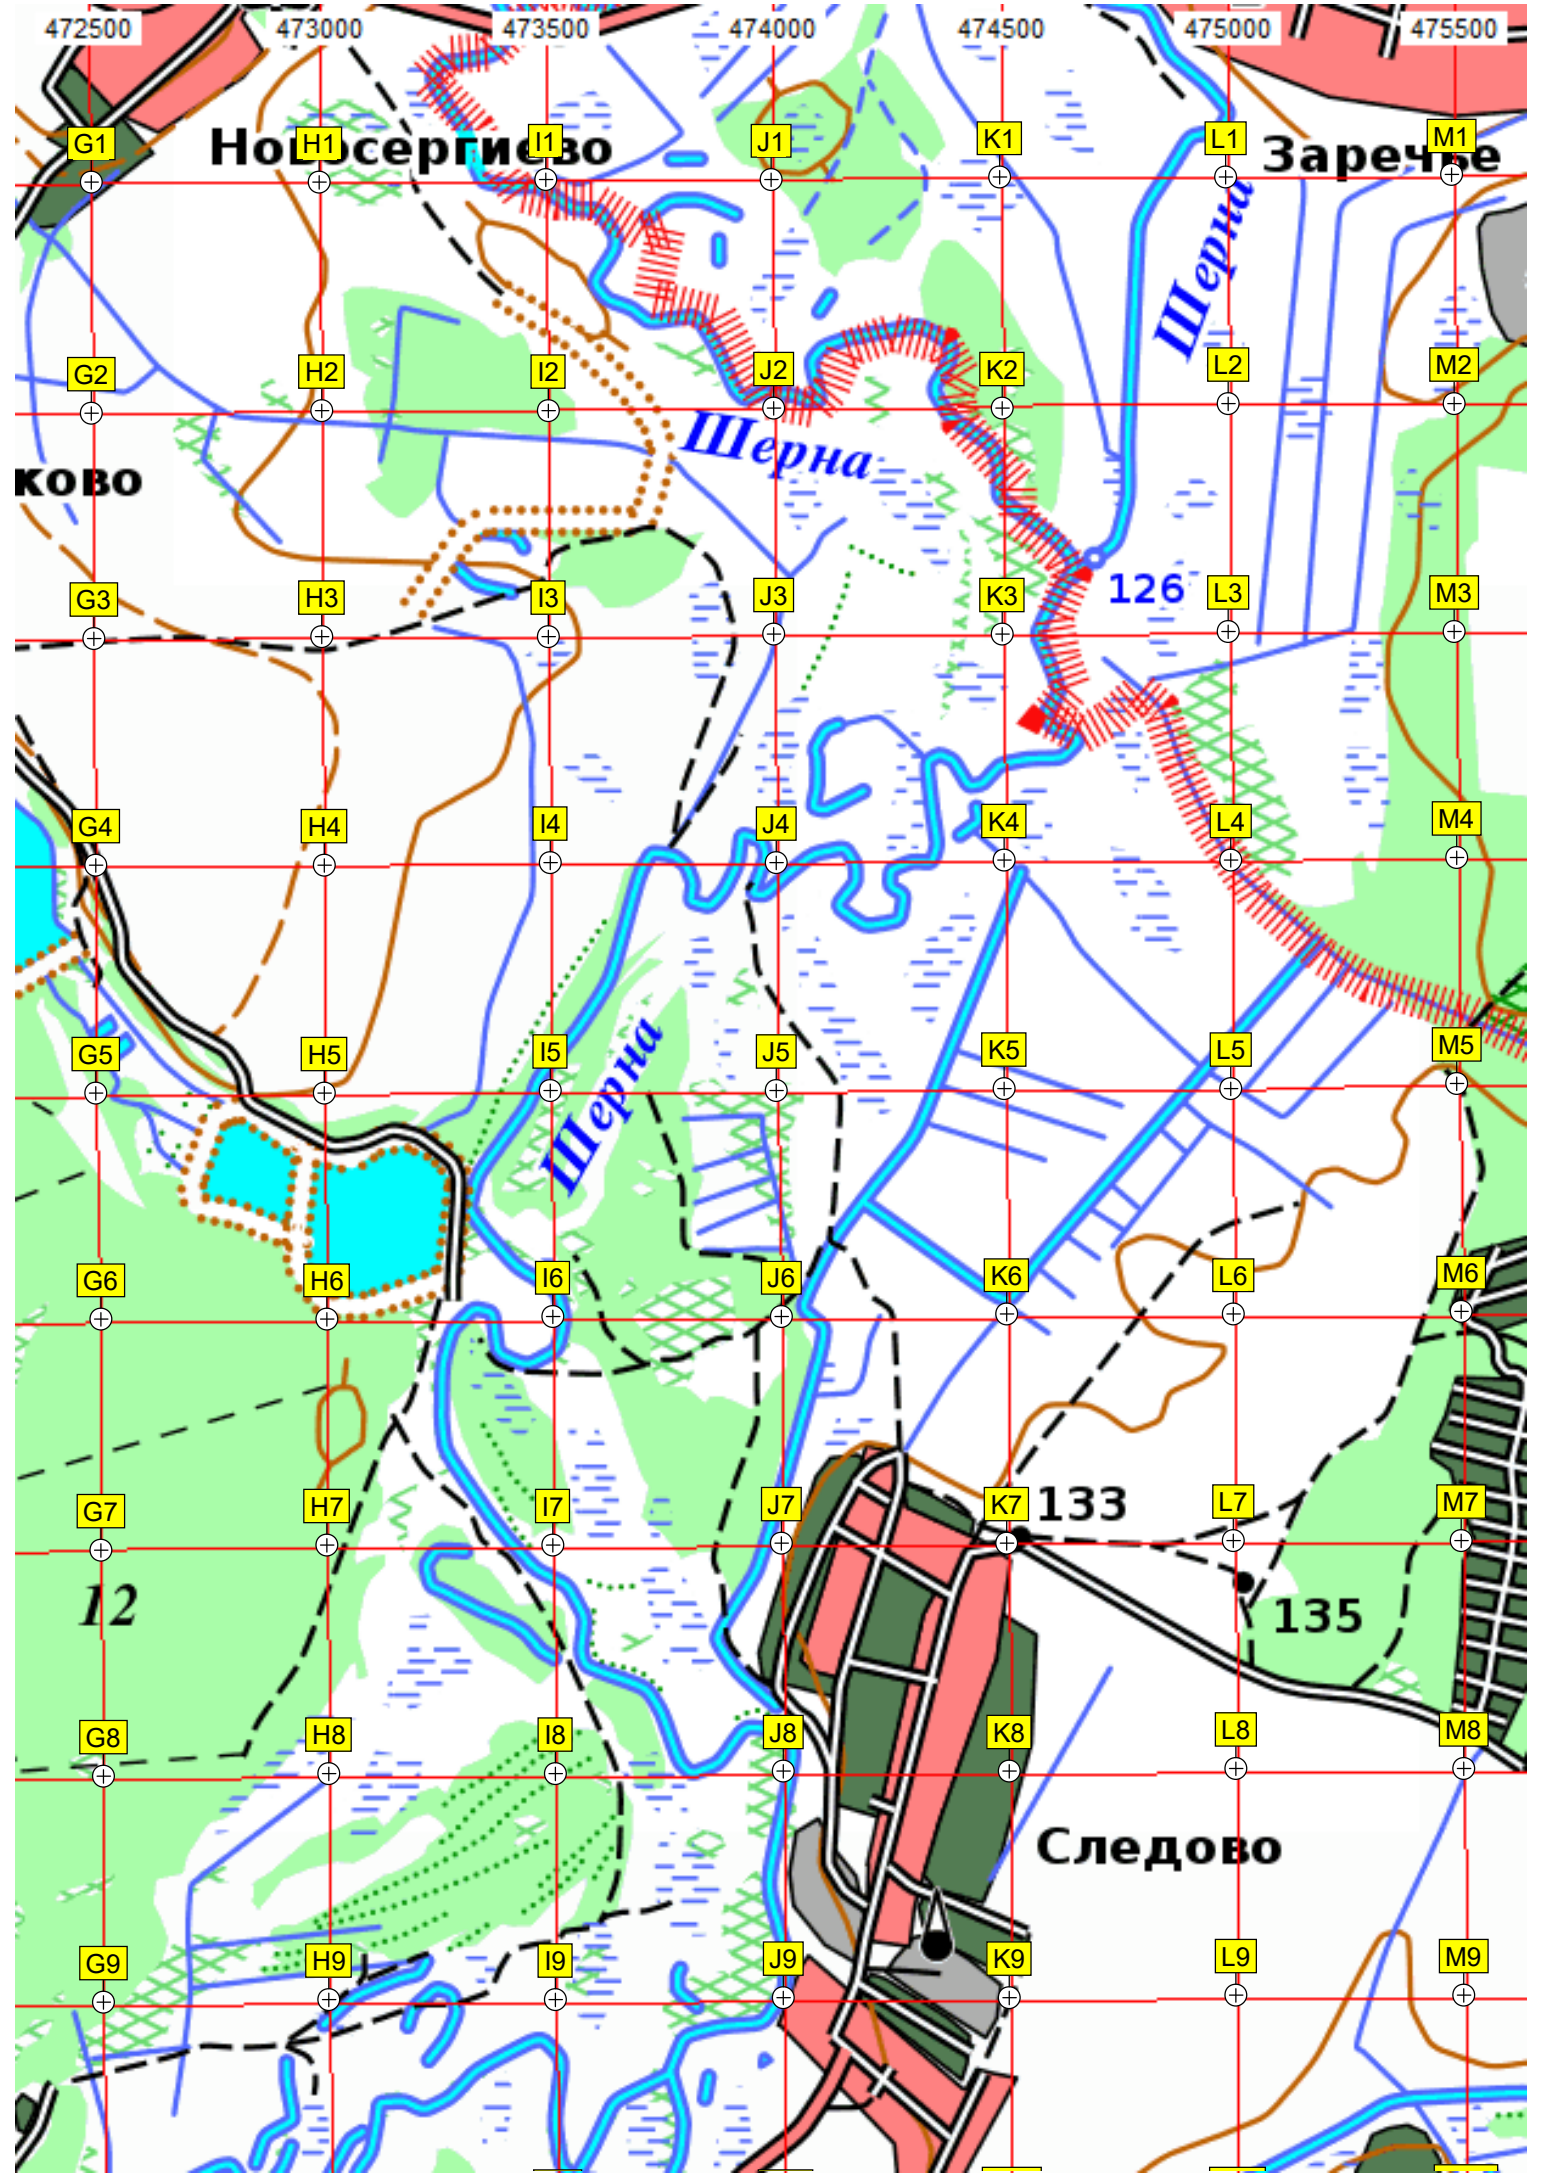 472500 473000 473500 474000 474500 475000 475500
G1 H1 I1 J1 K1 L1 M1
Новосергиево
Заречье
Шерна
G2 H2 I2 J2 K2 L2 M2
Шерна
ково
126
G3 H3 I3 J3 K3 L3 M3
G4 H4 I4 J4 K4 L4 M4
G5 H5 I5 J5 K5 L5 M5
Шерна
G6 H6 I6 J6 K6 L6 M6
G7 H7 I7 J7 K7 L7 M7
133
12
135
G8 H8 I8 J8 K8 L8 M8
Следово
G9 H9 I9 J9 K9 L9 M9